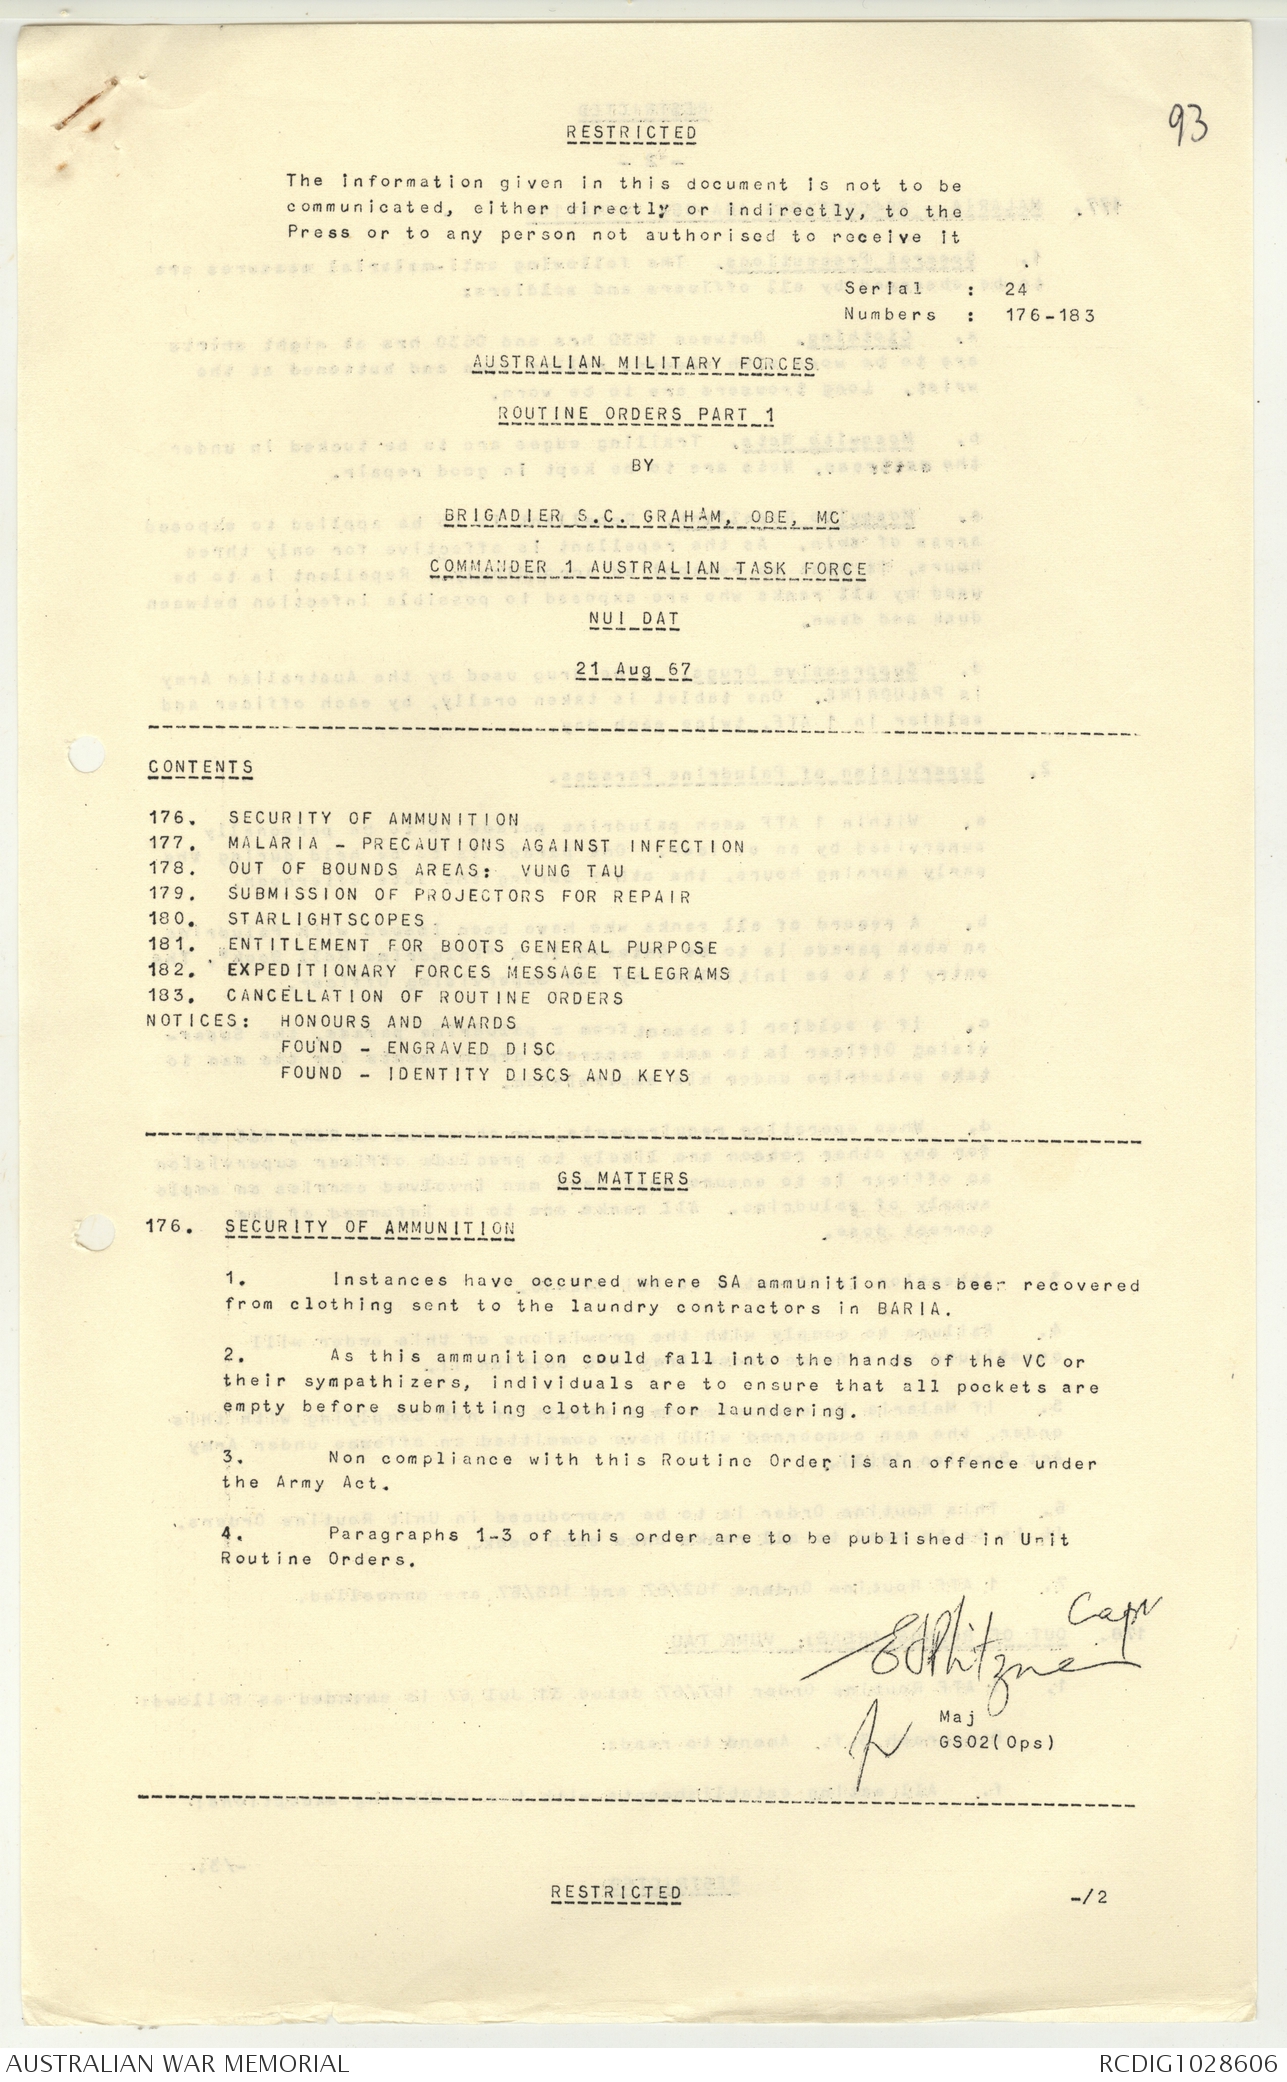 93
RESTRICTED
The information given in this document is not to be
communicated, either directly or indirectly, to the
Press or to any person not authorised to receive it
Serial : 24
Numbers : 176-183
AUSTRALIAN MILITARY FORCES
ROUTINE ORDERS PART 1
BY
BRIGADIER S.C. GRAHAM, OBE, MC
COMMANDER 1 AUSTRALIAN TASK FORCE
NUI DAT
21 Aug 67
CONTENTS
176. SECURITY OF AMMUNITION
177. MALARIA - PRECAUTIONS AGAINST INFECTION
178. OUT OF BOUNDS AREAS: VUNG TAU
179. SUBMISSION OF PROJECTORS FOR REPAIR
180. STARLIGHTSCOPES
181. ENTITLEMENT FOR BOOTS GENERAL PURPOSE
182. EXPEDITIONARY FORCES MESSAGE TELEGRAMS
183. CANCELLATION OF ROUTINE ORDERS
NOTICES: HONOURS AND AWARDS
FOUND - ENGRAVED DISC
FOUND - IDENTITY DISCS AND KEYS
GS MATTERS
176. SECURITY OF AMMUNITION
1. Instances have occured where SA ammunition has been recovered
from clothing sent to the laundry contractors in BARIA.
2. As this ammunition could fall into the hands of the VC or
their sympathizers, individuals are to ensure that all pockets are
empty before submitting clothing for laundering.
3. Non compliance with this Routine Order is an offence under
the Army Act.
4. Paragraphs 1-3 of this order are to be published in Unit
Routine Orders.
Capt
Maj
GSO2(Ops)
RESTRICTED
-/2
AUSTRALIAN WAR MEMORIAL
RCDIG1028606